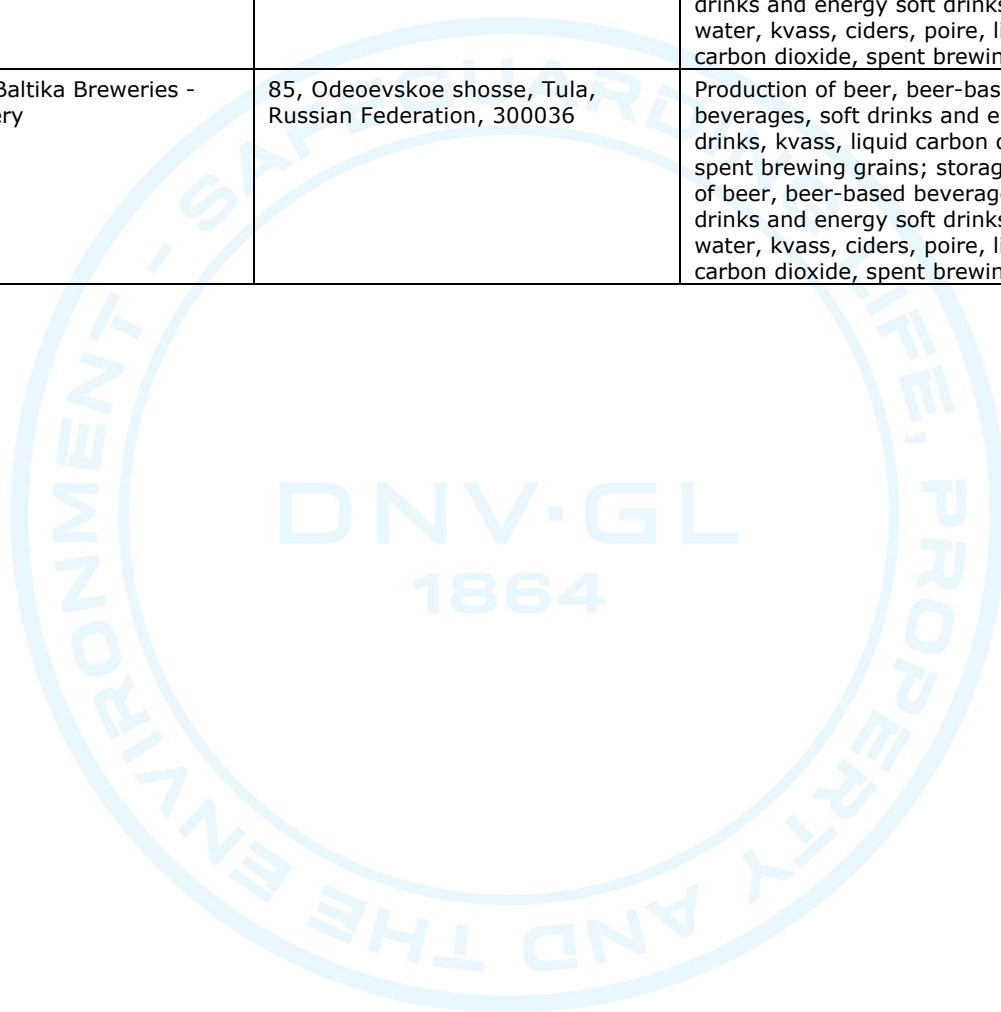 drinks and energy soft drinks
water, kvass, ciders, poire, li
carbon dioxide, spent brewin
Baltika Breweries -
ery
85, Odeoevskoe shosse, Tula,
Russian Federation, 300036
Production of beer, beer-bas
beverages, soft drinks and e
drinks, kvass, liquid carbon d
spent brewing grains; storag
of beer, beer-based beverage
drinks and energy soft drinks
water, kvass, ciders, poire, li
carbon dioxide, spent brewin
- SAFEGUARDING LIFE, PROPERTY AND THE ENVIRONMENT
DNV·GL
1864